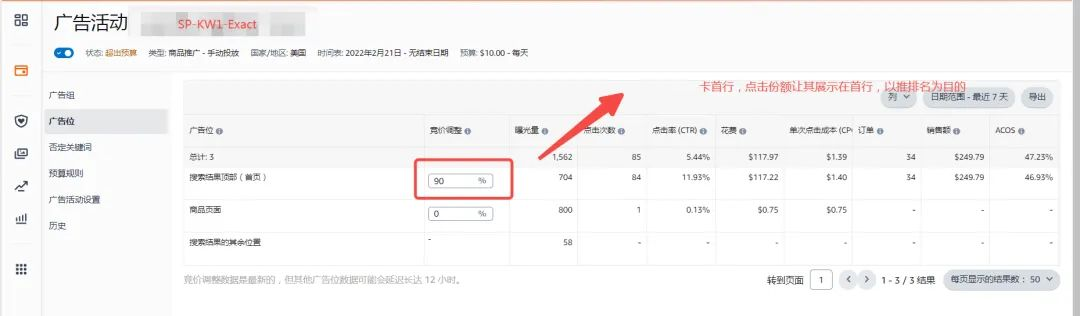 广告活动 SP-KW1-Exact
状态: 超出预算 类型: 商品推广 - 手动投放 国家/地区: 美国 时间表: 2022年2月21日 - 无结束日期 预算: $10.00 - 每天
卡首行，点击份额让其展示在首行，以推排名为目的
列 日期范围 - 最近 7 天 导出
广告组
广告位
否定关键词
预算规则
广告活动设置
历史
广告位 竞价调整 曝光量 点击次数 点击率 (CTR) 花费 单次点击成本 (CPC 订单 销售额 ACOS
总计: 3 1,562 85 5.44% $117.97 $1.39 34 $249.79 47.23%
搜索结果顶部（首页） 90 % 704 84 11.93% $117.22 $1.40 34 $249.79 46.93%
商品页面 0 % 800 1 0.13% $0.75 $0.75 - - -
搜索结果的其余位置 - 58 - - - - - - -
竞价调整数据是最新的，但其他广告位数据可能会延迟长达 12 小时。
转到页面 1 1 - 3 / 3 结果 每页显示的结果数： 50